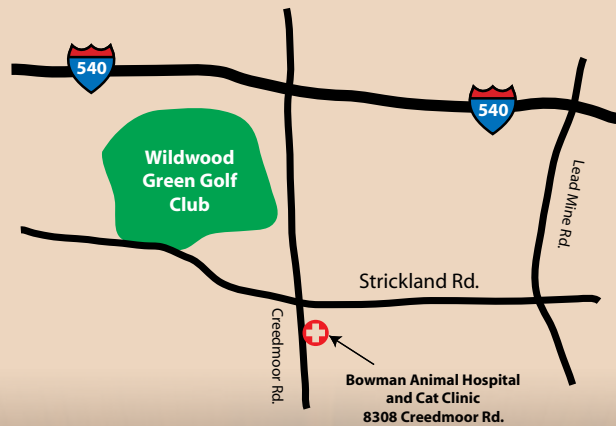 540
540
Wildwood
Green Golf
Club
Lead Mine Rd.
Strickland Rd.
Creedmoor Rd.
Bowman Animal Hospital
and Cat Clinic
8308 Creedmoor Rd.